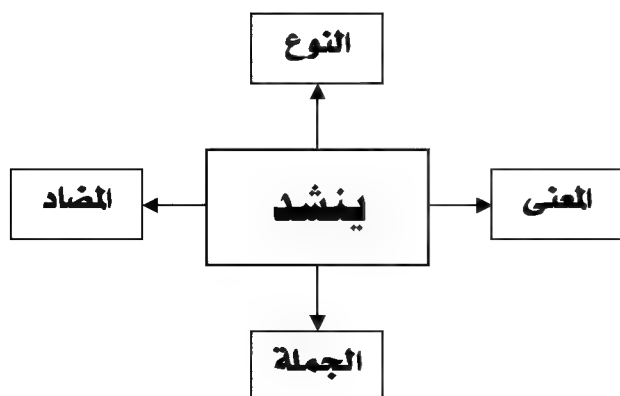 النوع
المعنى
ينشد
المضاد
الجملة